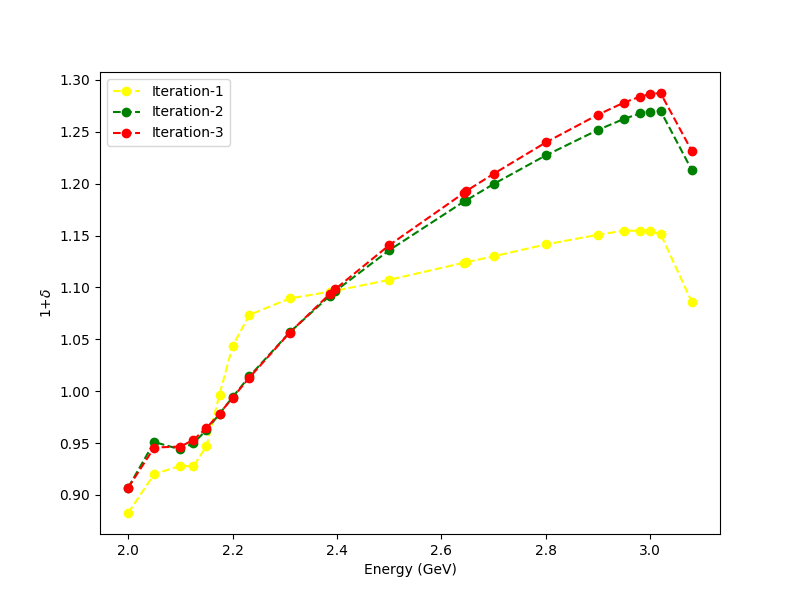 Iteration-1
Iteration-2
Iteration-3
1.30
1.25
1.20
1.15
1.10
1.05
1.00
0.95
0.90
1+δ
2.0 2.2 2.4 2.6 2.8 3.0
Energy (GeV)